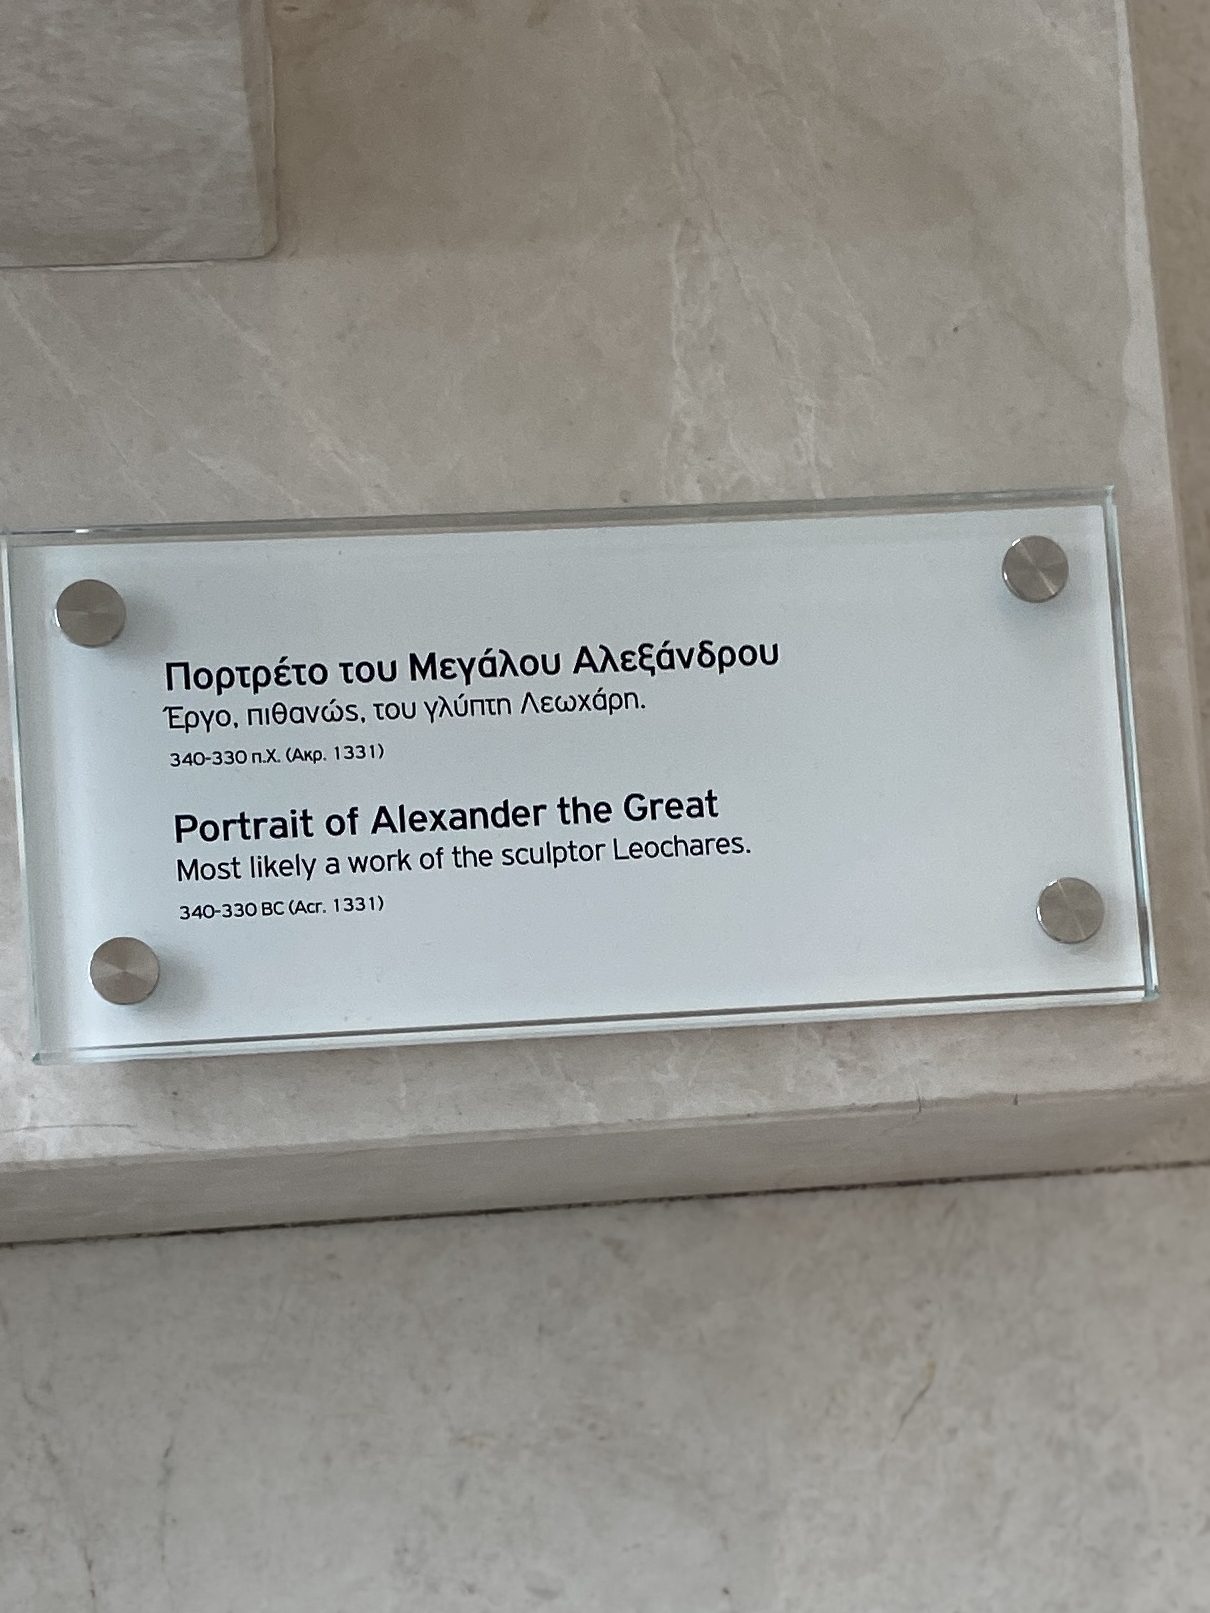 Πορτρέτο του Μεγάλου Αλεξάνδρου
Έργο, πιθανώς, του γλύπτη Λεωχάρη.
340-330 π.Χ. (Ακρ. 1331)
Portrait of Alexander the Great
Most likely a work of the sculptor Leochares.
340-330 BC (Acr. 1331)